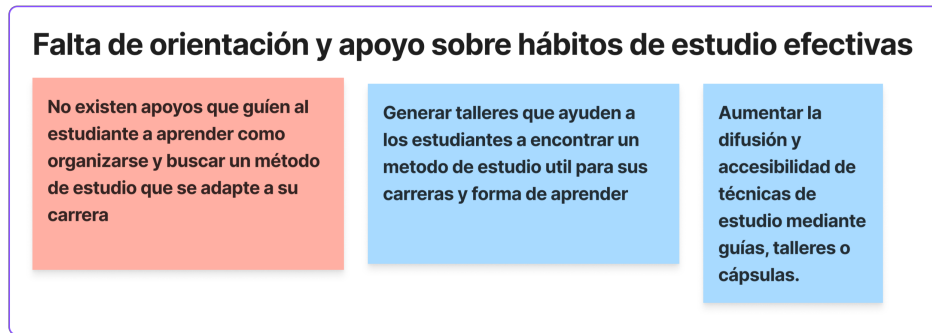 Falta de orientación y apoyo sobre hábitos de estudio efectivas
No existen apoyos que guíen al
estudiante a aprender como
organizarse y buscar un método
de estudio que se adapte a su
carrera
Generar talleres que ayuden a
los estudiantes a encontrar un
metodo de estudio util para sus
carreras y forma de aprender
Aumentar la
difusión y
accesibilidad de
técnicas de
estudio mediante
guías, talleres o
cápsulas.